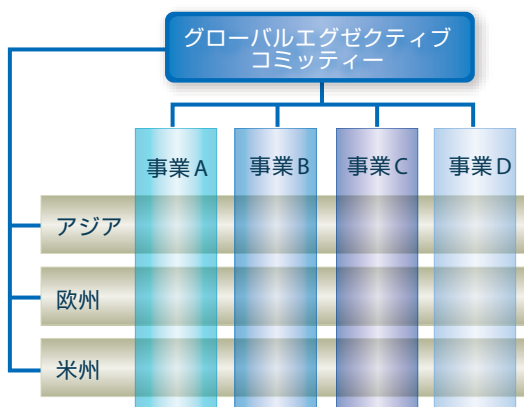 グローバルエグゼクティブ
コミッティー
事業A
事業B
事業C
事業D
アジア
欧州
米州